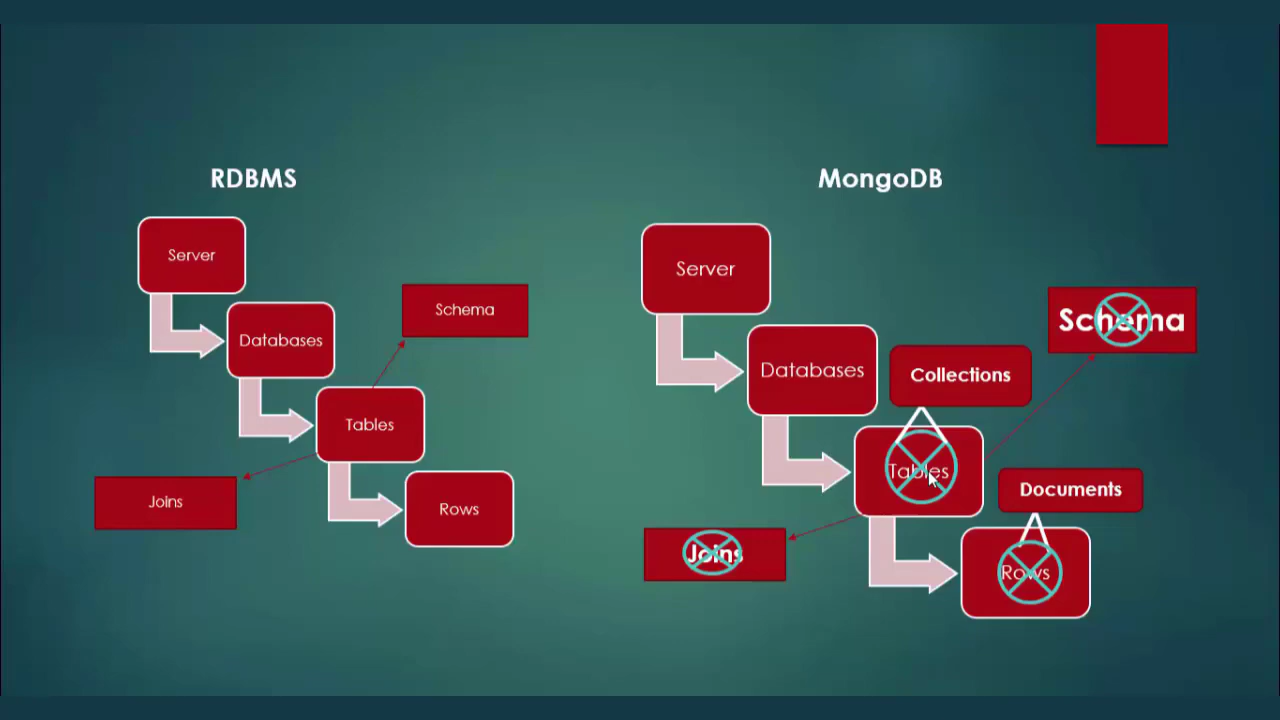 RDBMS
Server
Databases
Schema
Tables
Joins
Rows
MongoDB
Server
Databases
Collections
Schema
Tables
Documents
Joins
Rows